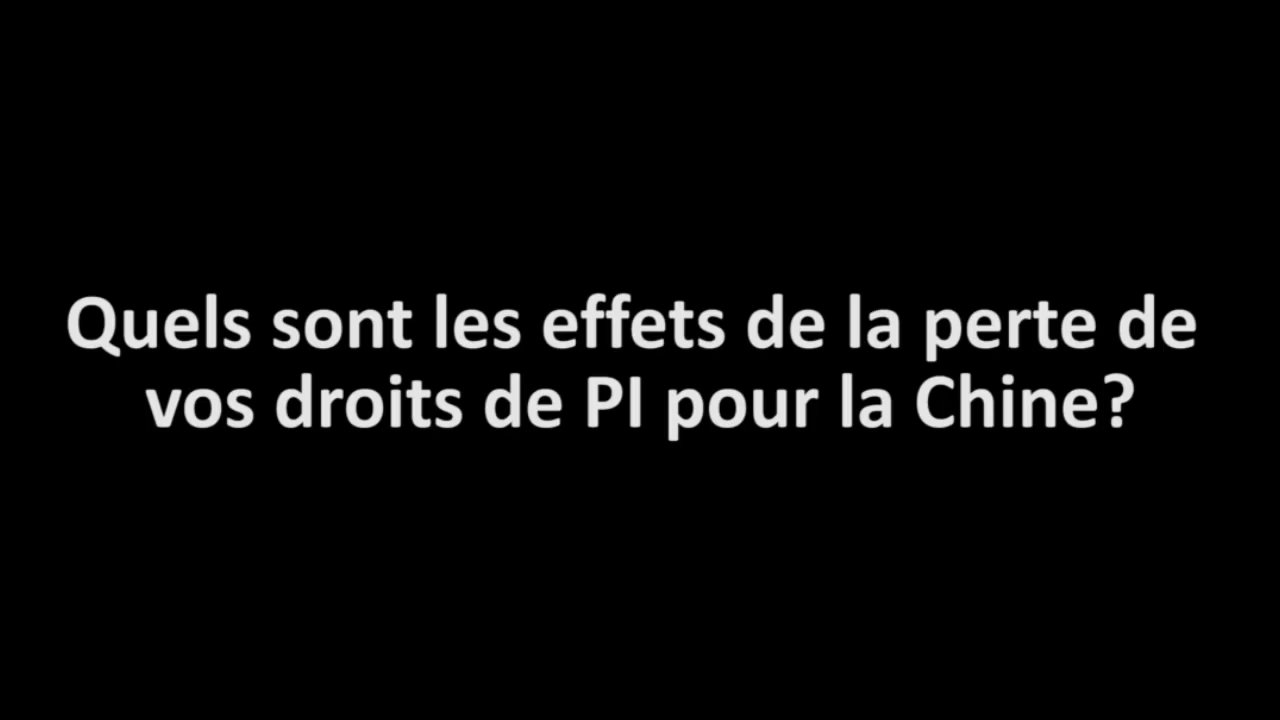 Quels sont les effets de la perte de
vos droits de PI pour la Chine?